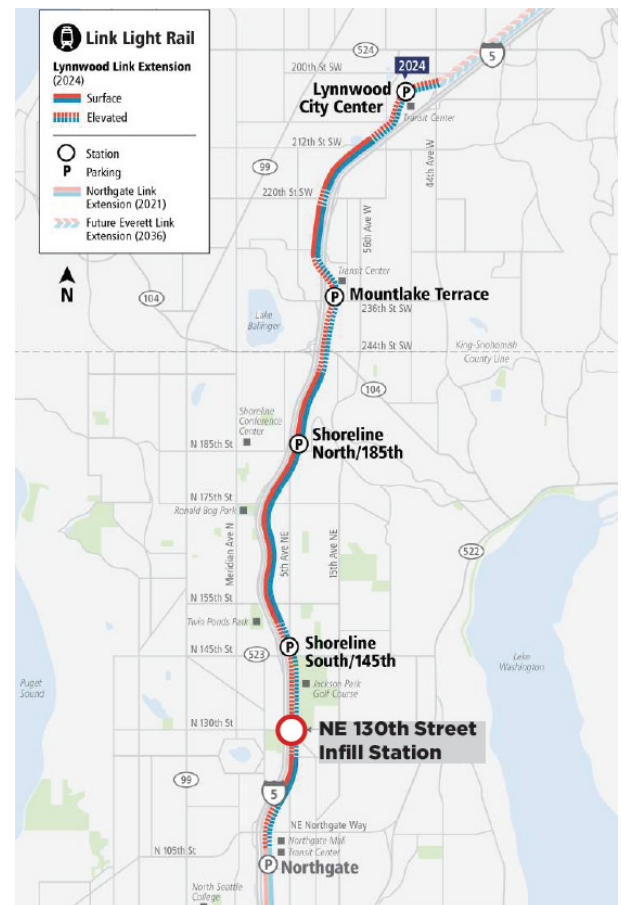 Link Light Rail
Lynnwood Link Extension
(2024)
Surface
Elevated
Station
P Parking
Northgate Link
Extension (2021)
Future Everett Link
Extension (2036)
N
524
200th St SW
2024
5
Lynnwood
City Center
P
Transit Center
212th St SW
99
44th Ave W
220th St SW
56th Ave W
Transit Center
104
P
Mountlake Terrace
236th St SW
Lake
Ballinger
244th St SW
King-Snohomish
County Line
104
Shoreline
Conference
Center
N 185th St
P
Shoreline
North/185th
N 175th St
Ronald Bog Park
Meridian Ave N
5th Ave NE
15th Ave NE
522
N 155th St
Twin Ponds Park
N 145th St
523
P
Shoreline
South/145th
Jackson Park
Golf Course
Lake
Washington
Puget
Sound
N 130th St
NE 130th Street
Infill Station
99
5
NE Northgate Way
Northgate Mall
Transit Center
N 105th St
P
Northgate
North Seattle
College